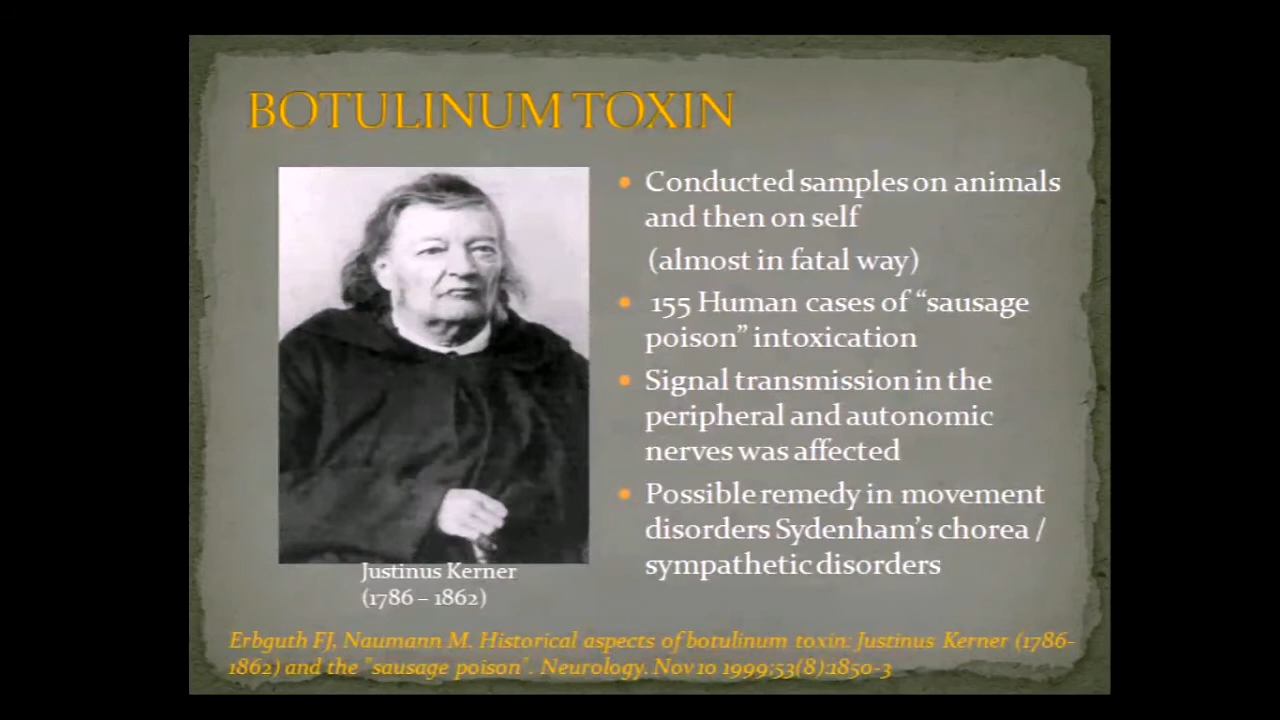 BOTULINUM TOXIN
Conducted samples on animals
and then on self
(almost in fatal way)
155 Human cases of “sausage
poison” intoxication
Signal transmission in the
peripheral and autonomic
nerves was affected
Possible remedy in movement
disorders Sydenham’s chorea /
sympathetic disorders
Justinus Kerner
(1786 – 1862)
Erbguth FJ, Naumann M. Historical aspects of botulinum toxin: Justinus Kerner (1786-
1862) and the "sausage poison". Neurology. Nov 10 1999;53(8):1850-3